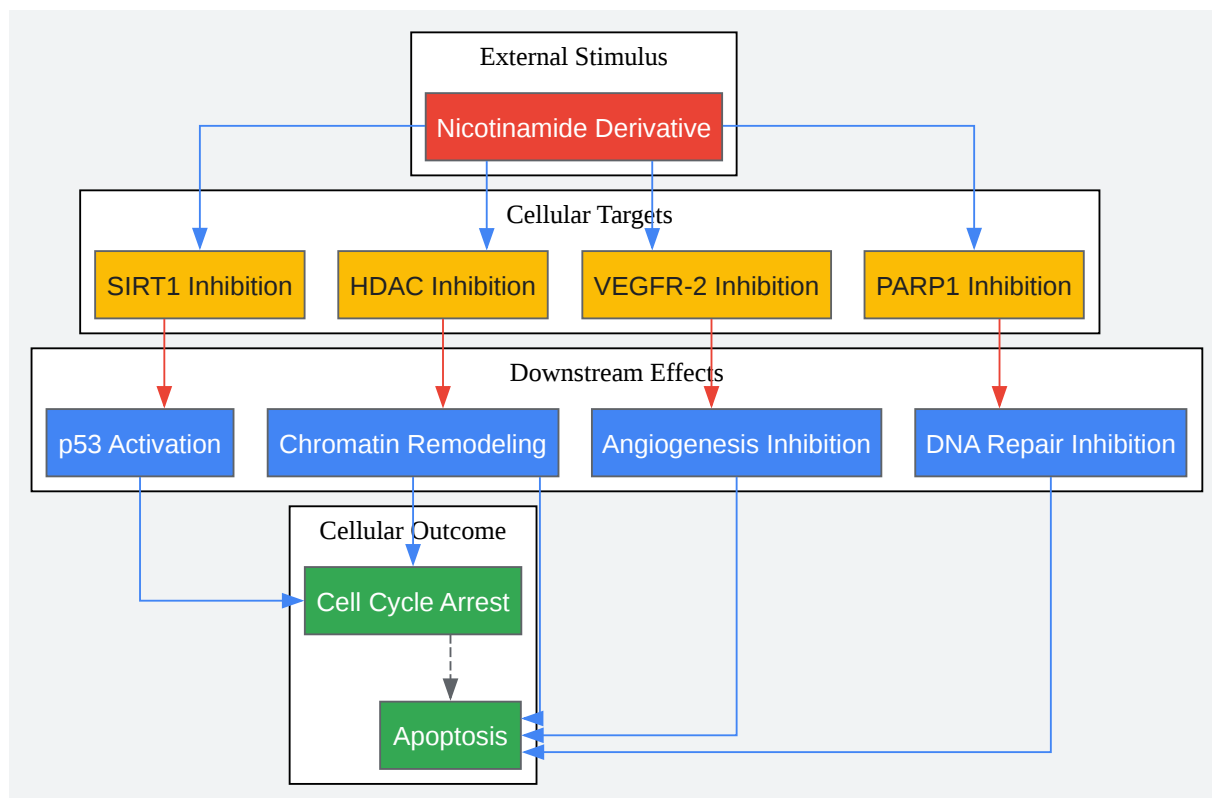 External Stimulus
Nicotinamide Derivative
Cellular Targets
SIRT1 Inhibition
HDAC Inhibition
VEGFR-2 Inhibition
PARP1 Inhibition
Downstream Effects
p53 Activation
Chromatin Remodeling
Angiogenesis Inhibition
DNA Repair Inhibition
Cellular Outcome
Cell Cycle Arrest
Apoptosis